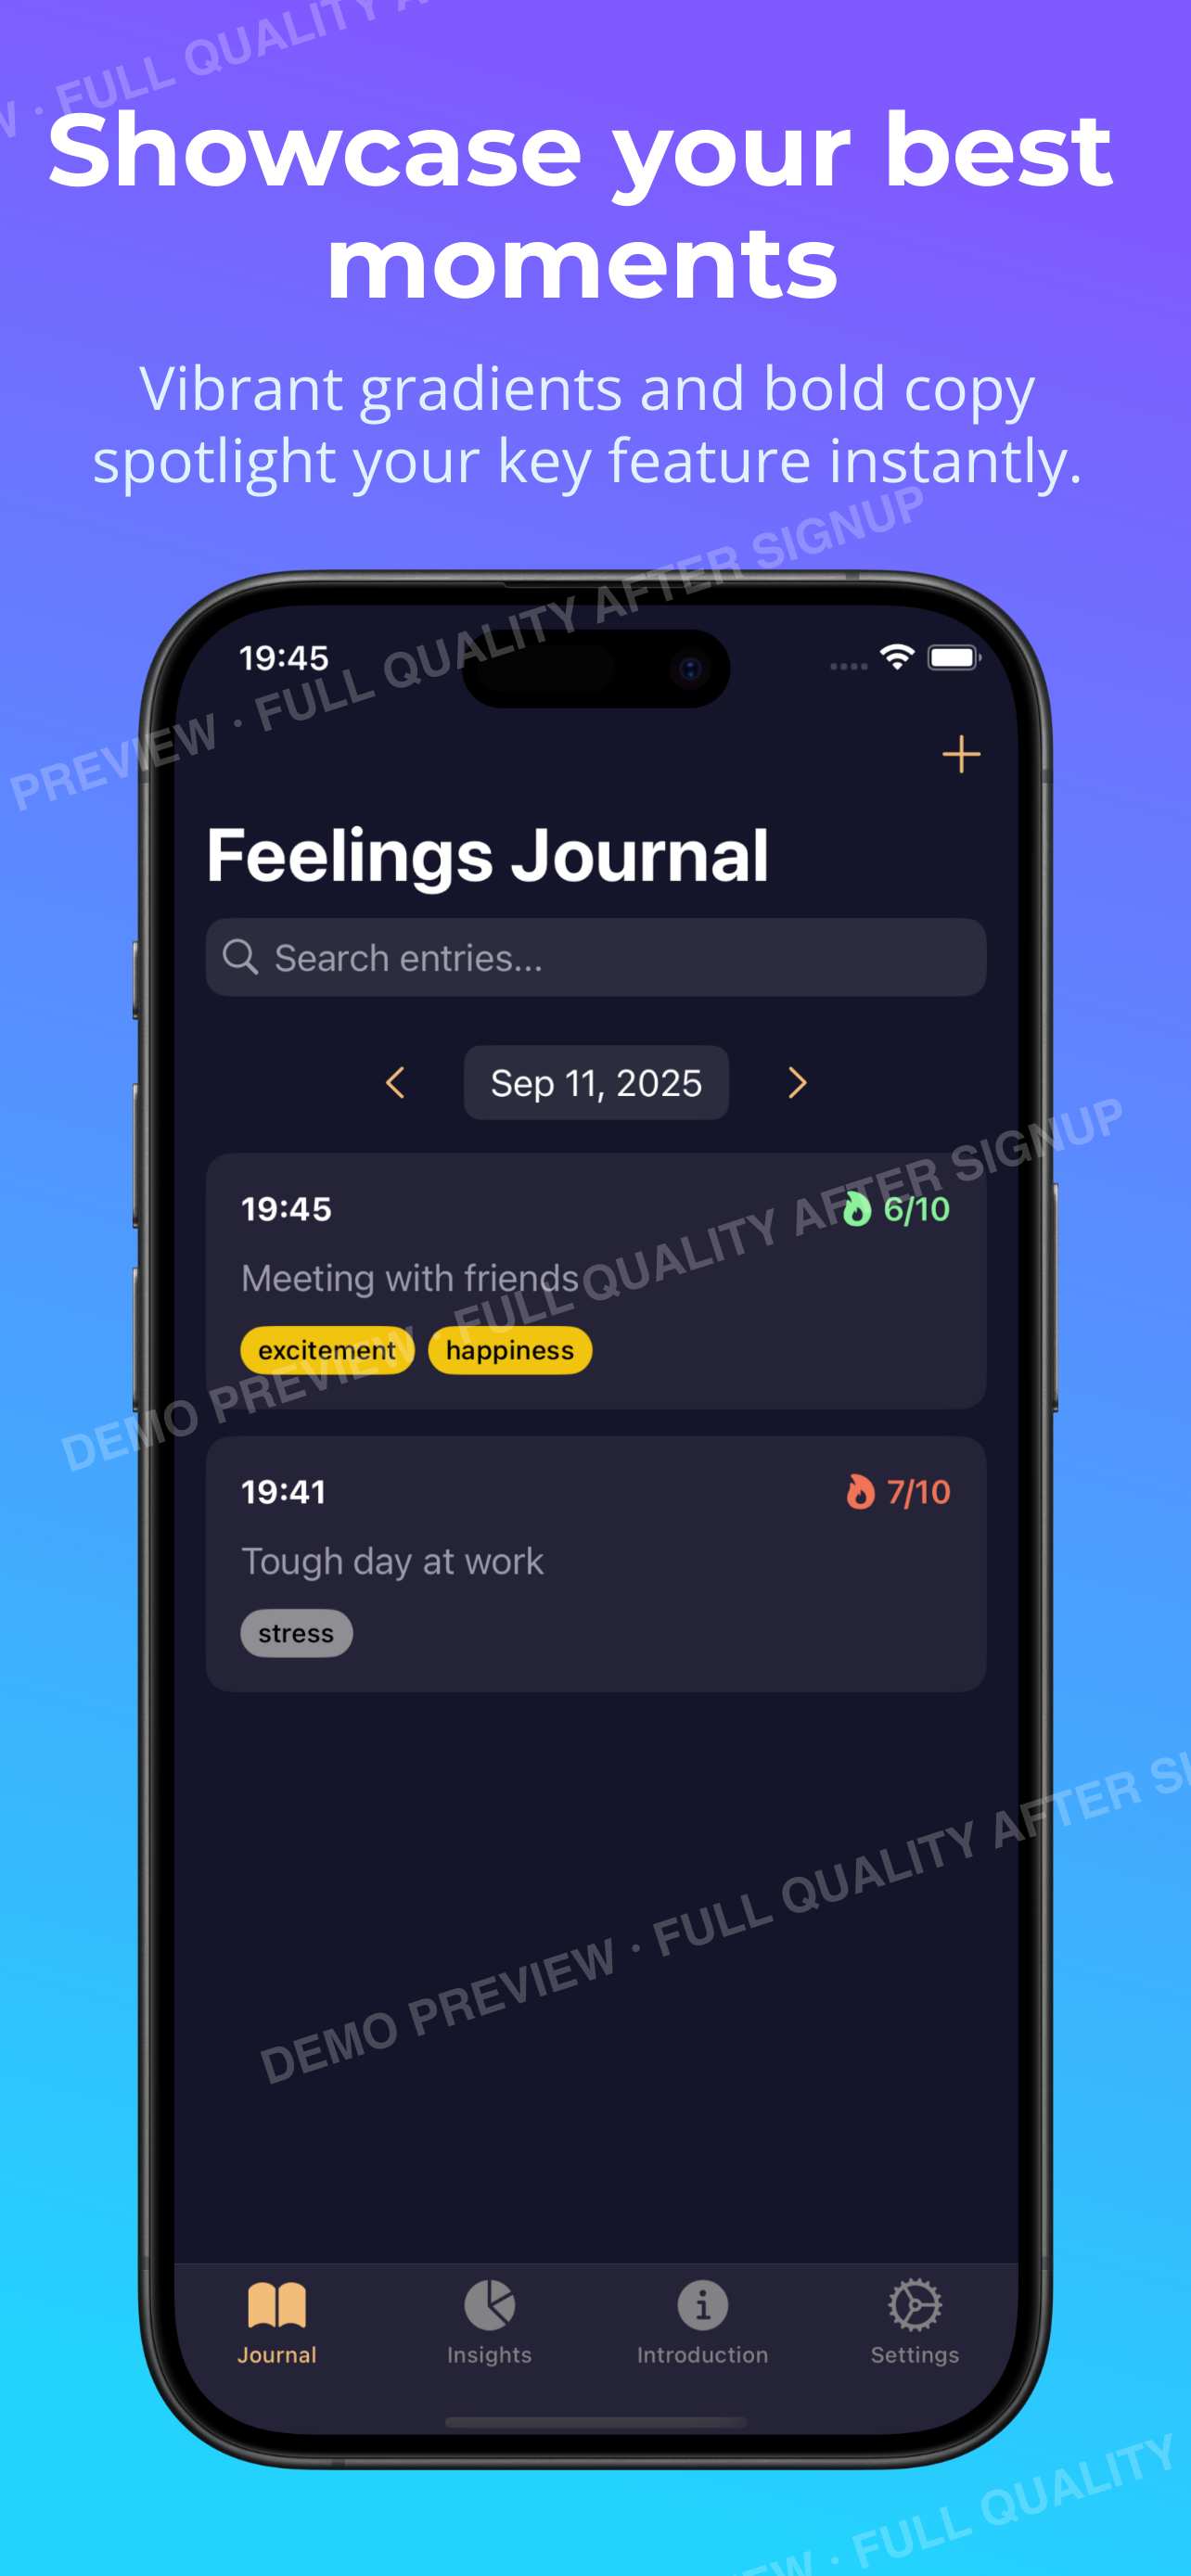 W · FULL QUALITY A
Showcase your best
moments
Vibrant gradients and bold copy
spotlight your key feature instantly.
PREVIEW · FULL QUALITY AFTER SIGNUP
19:45
Feelings Journal
Search entries...
Sep 11, 2025
DEMO PREVIEW · FULL QUALITY AFTER SIGNUP
19:45
6/10
Meeting with friends
excitement happiness
19:41
7/10
Tough day at work
stress
DEMO PREVIEW · FULL QUALITY AFTER SI
Journal Insights Introduction Settings
EW · FULL QUALITY